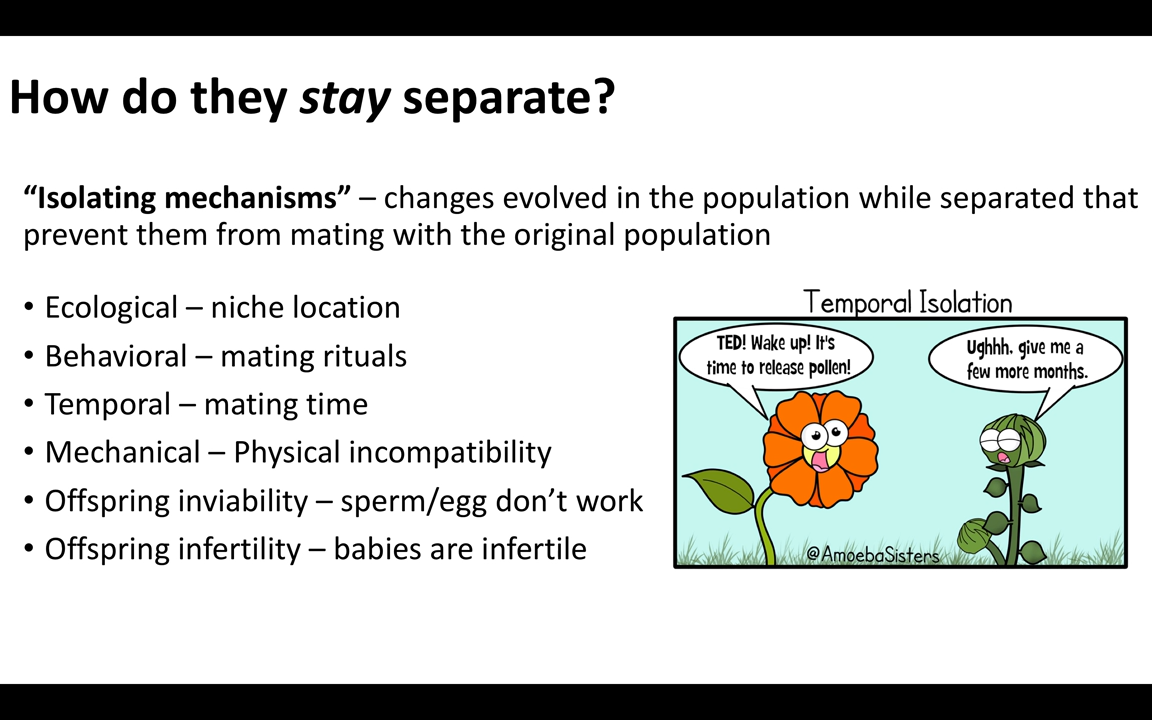 How do they stay separate?
“Isolating mechanisms” – changes evolved in the population while separated that
prevent them from mating with the original population
• Ecological – niche location
• Behavioral – mating rituals
• Temporal – mating time
• Mechanical – Physical incompatibility
• Offspring inviability – sperm/egg don’t work
• Offspring infertility – babies are infertile
Temporal Isolation
TED! Wake up! It's
time to release pollen!
Ughhh. give me a
few more months.
@AmoebaSisters